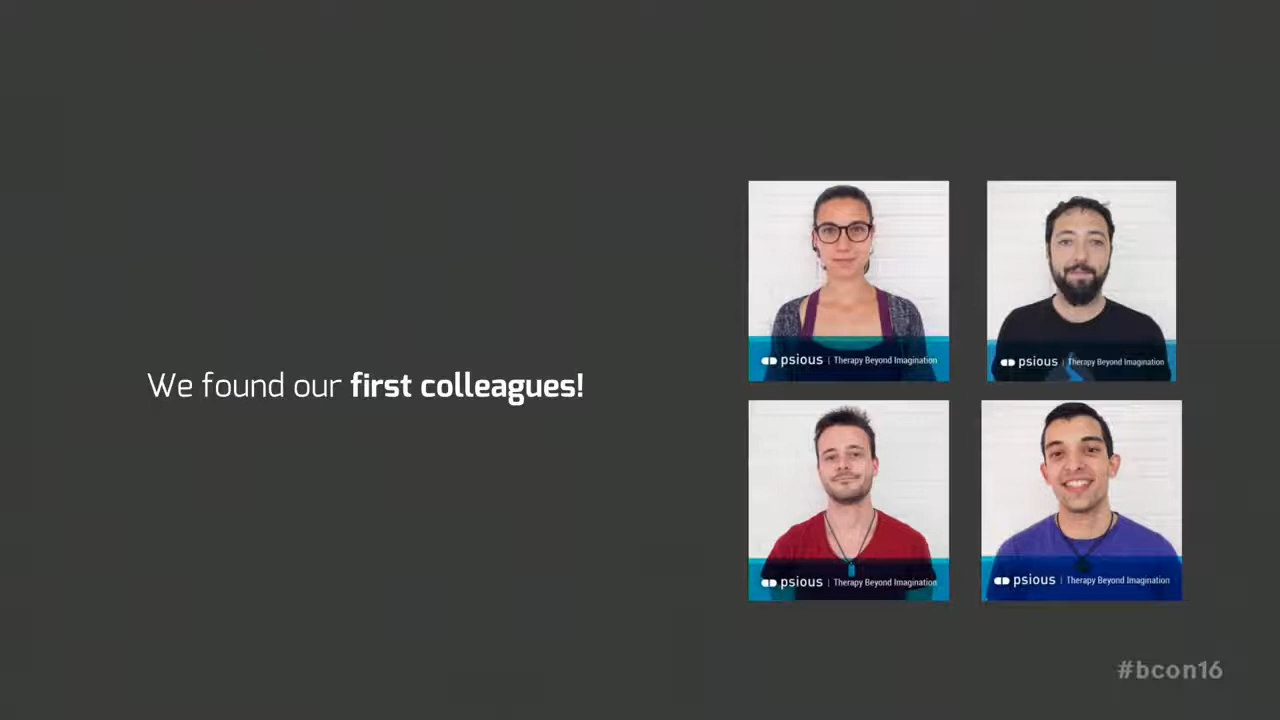 We found our first colleagues!
psious | Therapy Beyond Imagination
psious | Therapy Beyond Imagination
psious | Therapy Beyond Imagination
psious | Therapy Beyond Imagination
#bcon16